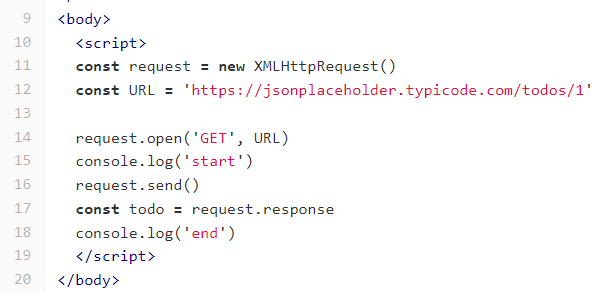 9 <body>
10 <script>
11 const request = new XMLHttpRequest()
12 const URL = 'https://jsonplaceholder.typicode.com/todos/1'
13
14 request.open('GET', URL)
15 console.log('start')
16 request.send()
17 const todo = request.response
18 console.log('end')
19 </script>
20 </body>